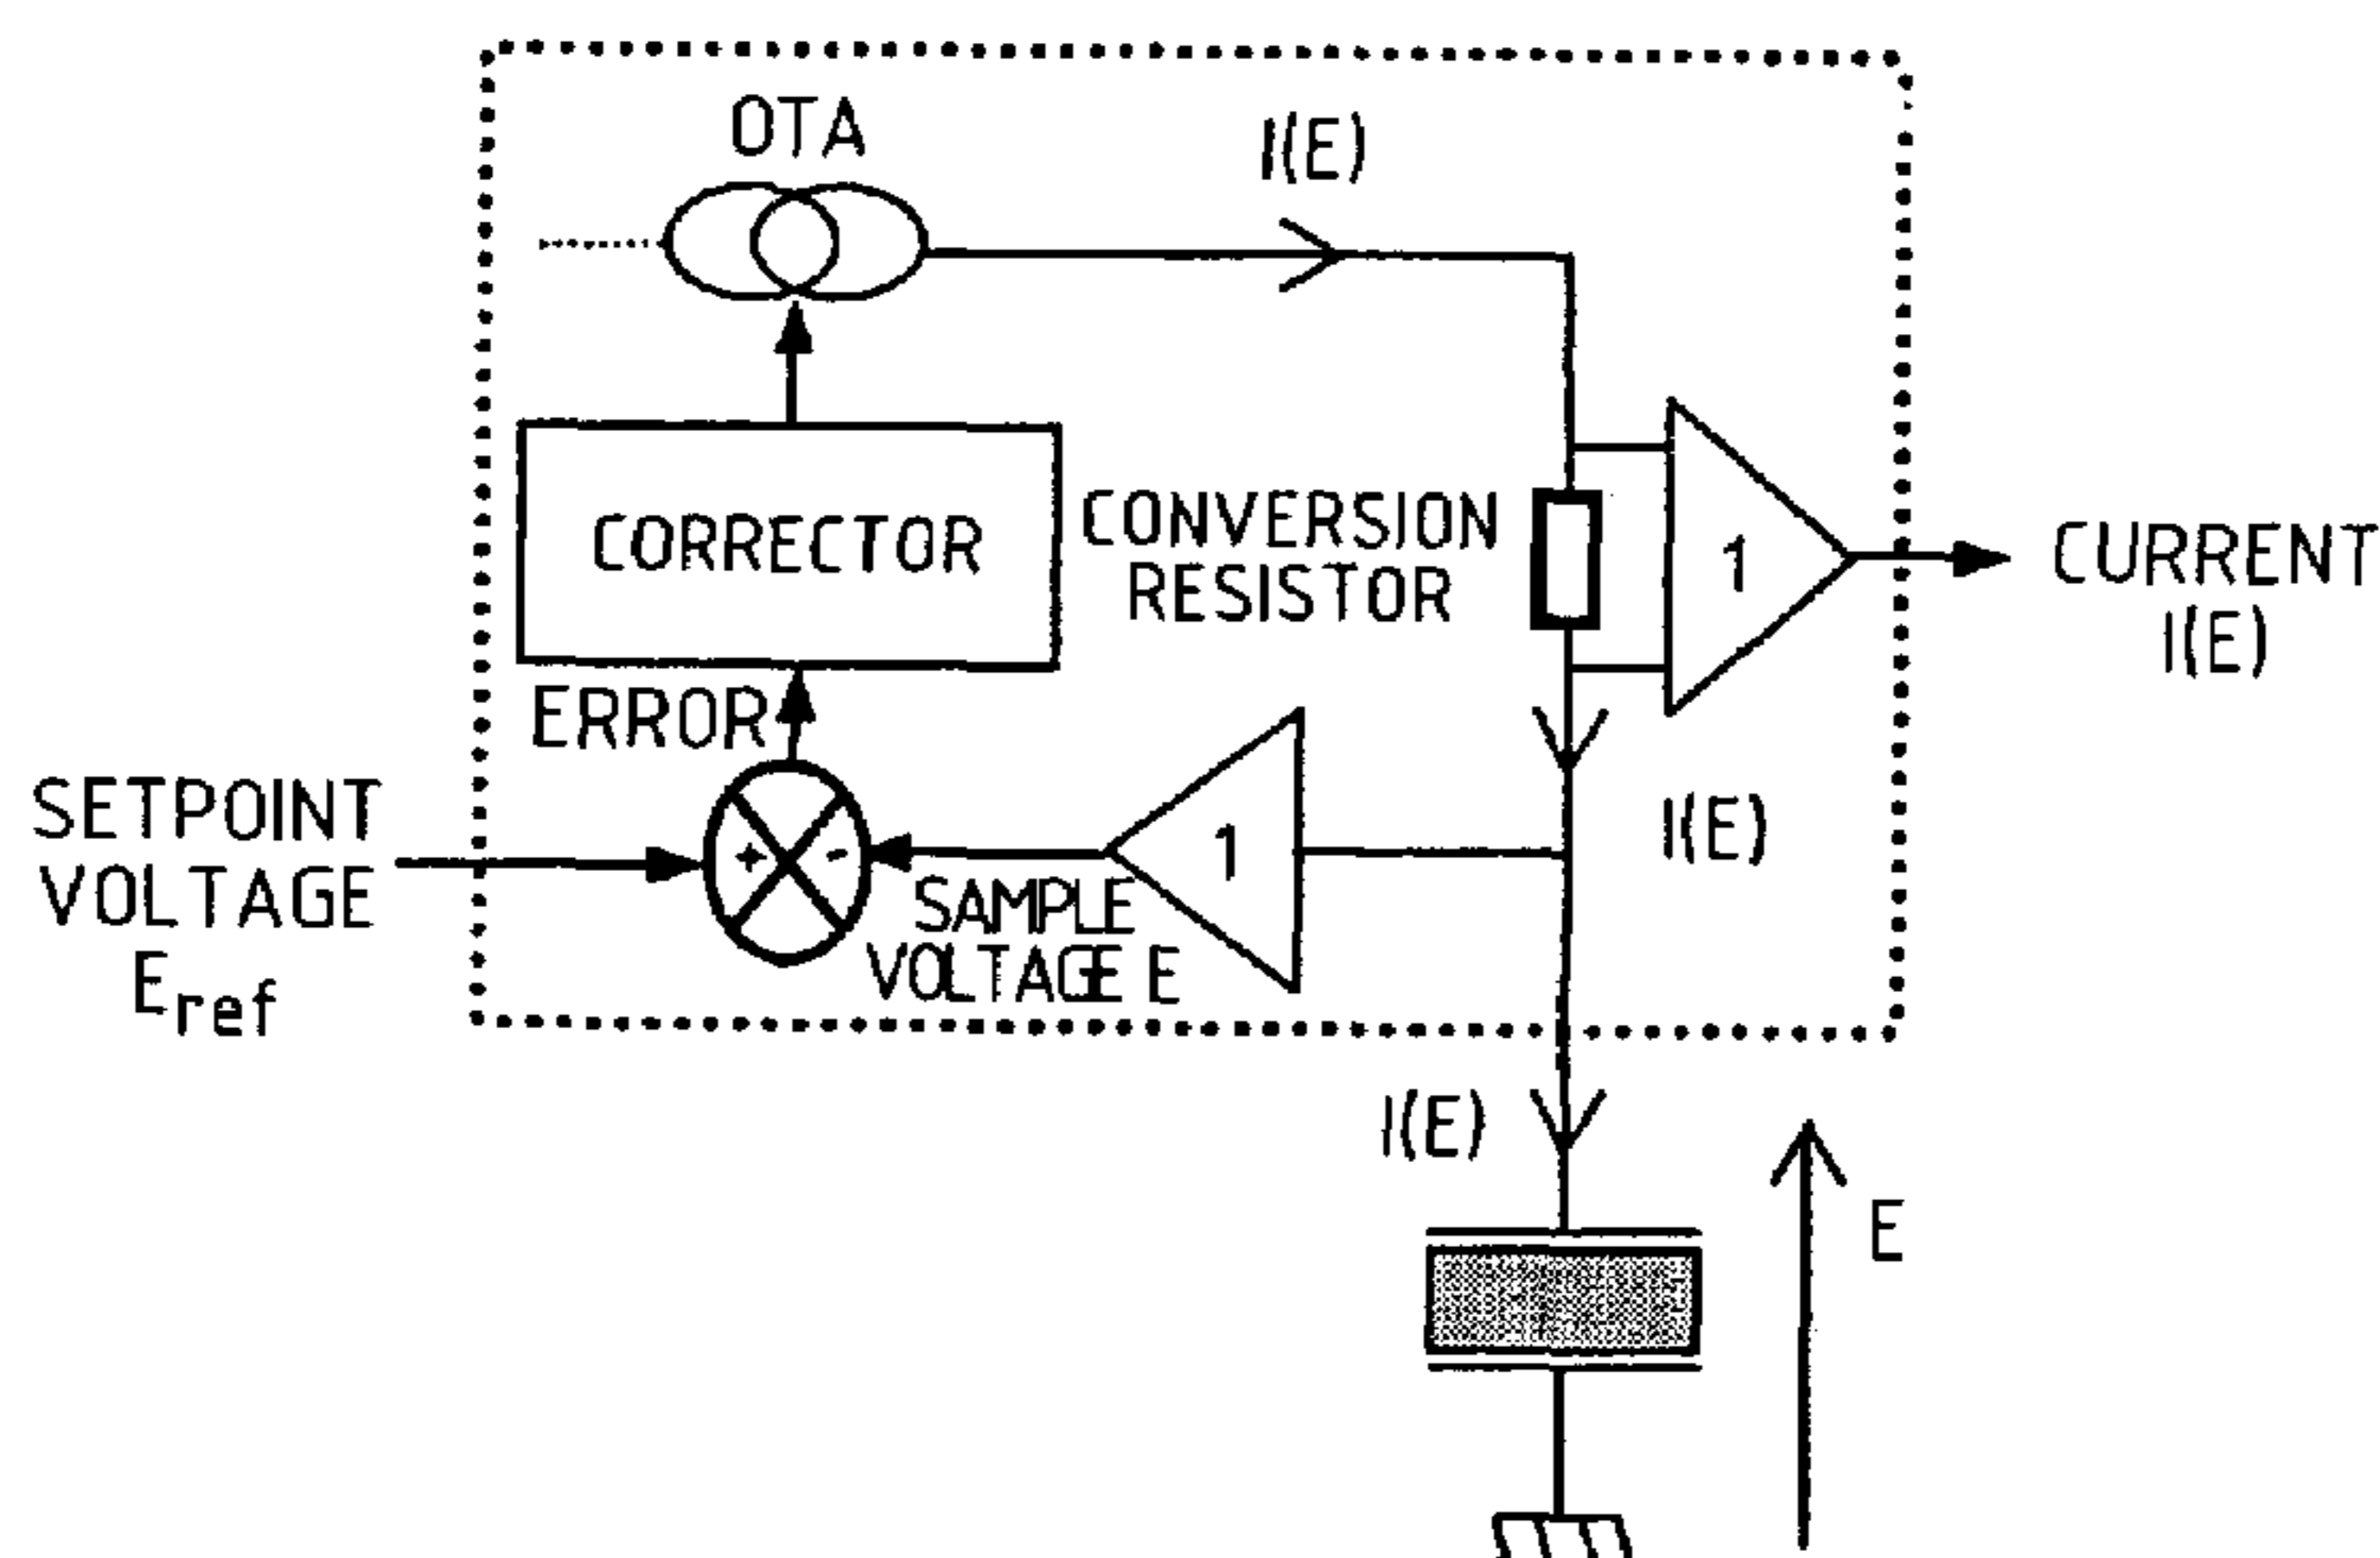 OTA
I(E)
CORRECTOR
CONVERSION
RESISTOR
1
CURRENT
I(E)
ERROR
SETPOINT
VOLTAGE
Eref
+
-
1
SAMPLE
VOLTAGE E
I(E)
I(E)
E